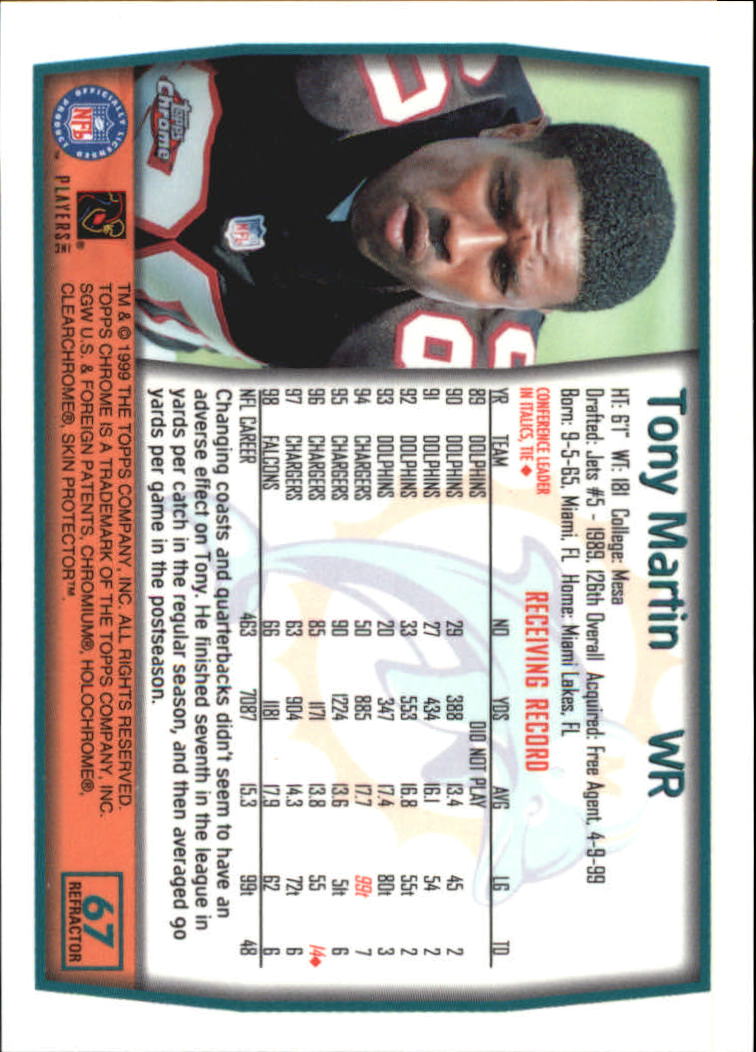 Tony Martin WR
HT: 6'1" WT: 181 College: Mesa
Drafted: Jets #5 - 1989, 126th Overall Acquired: Free Agent, 4-9-99
Born: 9-5-65, Miami, FL Home: Miami Lakes, FL
CONFERENCE LEADER
IN ITALICS, TIE ◆
RECEIVING RECORD
YR TEAM NO YDS AVG LG TD
89 DOLPHINS DID NOT PLAY
90 DOLPHINS 29 388 13.4 45 2
91 DOLPHINS 27 434 16.1 54 2
92 DOLPHINS 33 553 16.8 55t 2
93 DOLPHINS 20 347 17.4 80t 3
94 CHARGERS 50 885 17.7 99t 7
95 CHARGERS 90 1224 13.6 51t 6
96 CHARGERS 85 1171 13.8 55 14◆
97 CHARGERS 63 904 14.3 72t 6
98 FALCONS 66 1181 17.9 62 6
NFL CAREER 463 7087 15.3 99t 48
Changing coasts and quarterbacks didn't seem to have an
adverse effect on Tony. He finished seventh in the league in
yards per catch in the regular season, and then averaged 90
yards per game in the postseason.
topps
Chrome
NFL
OFFICIALLY LICENSED
PRODUCT
NFL
PLAYERS INC
TM & © 1999 THE TOPPS COMPANY, INC. ALL RIGHTS RESERVED.
TOPPS CHROME IS A TRADEMARK OF THE TOPPS COMPANY, INC.
SGW U.S. & FOREIGN PATENTS, CHROMIUM®, HOLOCHROME®,
CLEARCHROME®, SKIN PROTECTOR™.
67
REFRACTOR